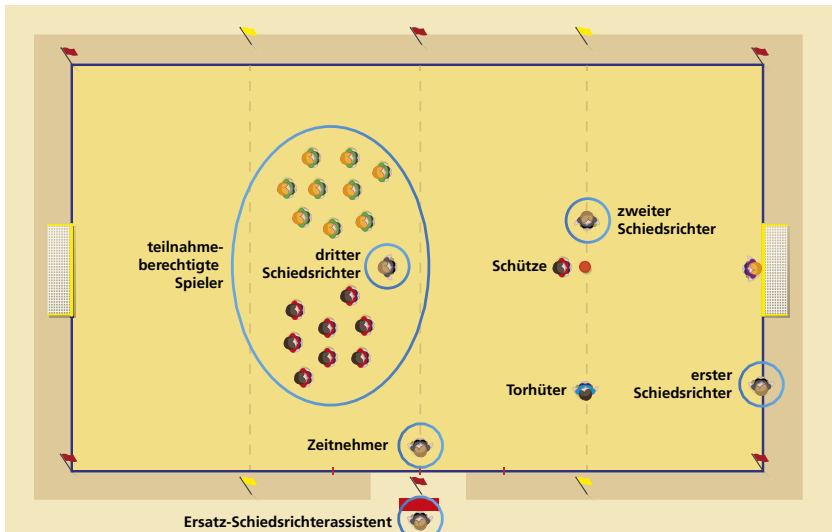 zweiter
Schiedsrichter
teilnahme-
berechtigte
Spieler
dritter
Schiedsrichter
Schütze
erster
Schiedsrichter
Torhüter
Zeitnehmer
Ersatz-Schiedsrichterassistent